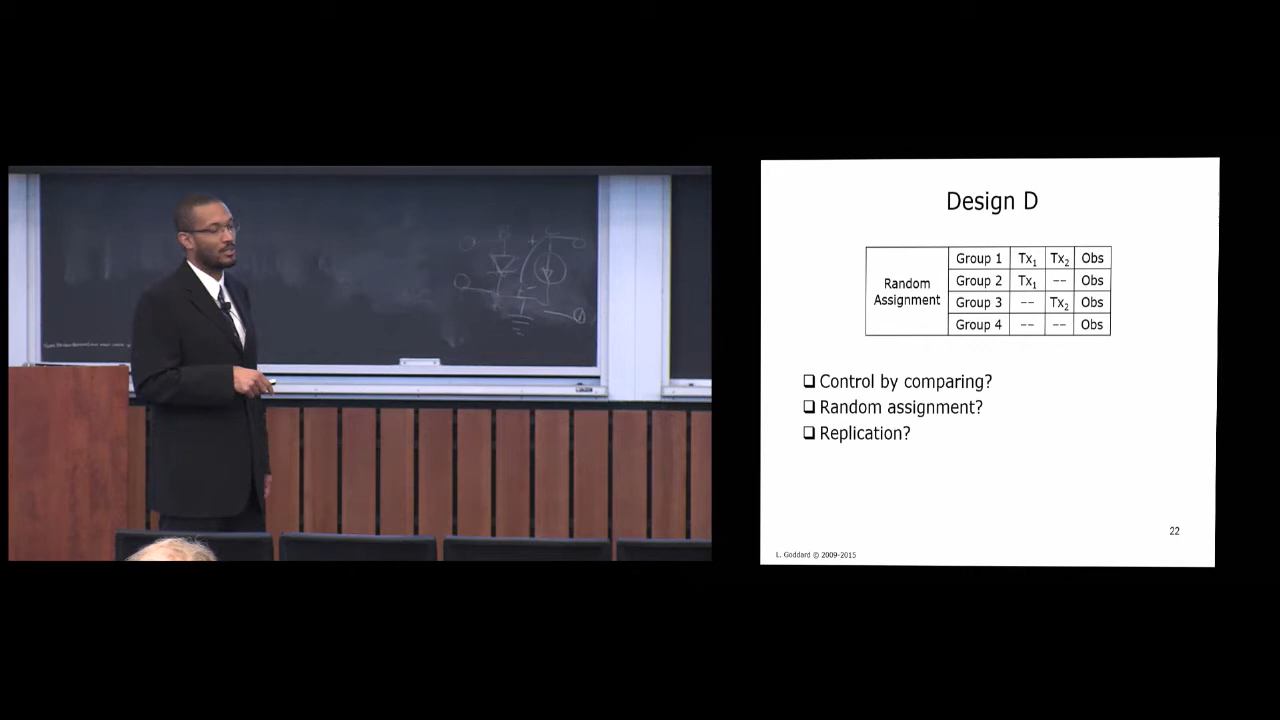 Design D
Random Assignment
Group 1 Tx1 Tx2 Obs
Group 2 Tx1 -- Obs
Group 3 -- Tx2 Obs
Group 4 -- -- Obs
Control by comparing?
Random assignment?
Replication?
22
L. Goddard © 2009-2015